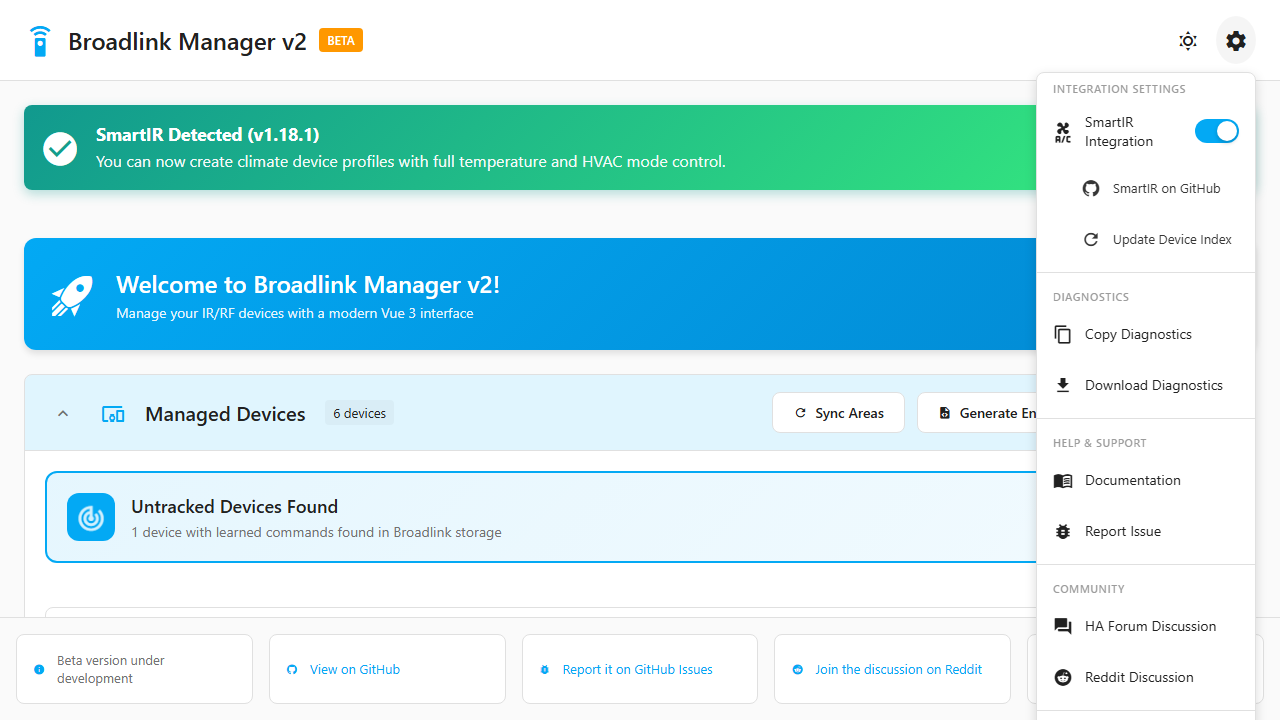 Broadlink Manager v2
BETA
SmartIR Detected (v1.18.1)
You can now create climate device profiles with full temperature and HVAC mode control.
Welcome to Broadlink Manager v2!
Manage your IR/RF devices with a modern Vue 3 interface
Managed Devices
6 devices
Sync Areas
Generate En
Untracked Devices Found
1 device with learned commands found in Broadlink storage
INTEGRATION SETTINGS
A/C
SmartIR
Integration
SmartIR on GitHub
Update Device Index
DIAGNOSTICS
Copy Diagnostics
Download Diagnostics
HELP & SUPPORT
Documentation
Report Issue
COMMUNITY
HA Forum Discussion
Reddit Discussion
Beta version under
development
View on GitHub
Report it on GitHub Issues
Join the discussion on Reddit